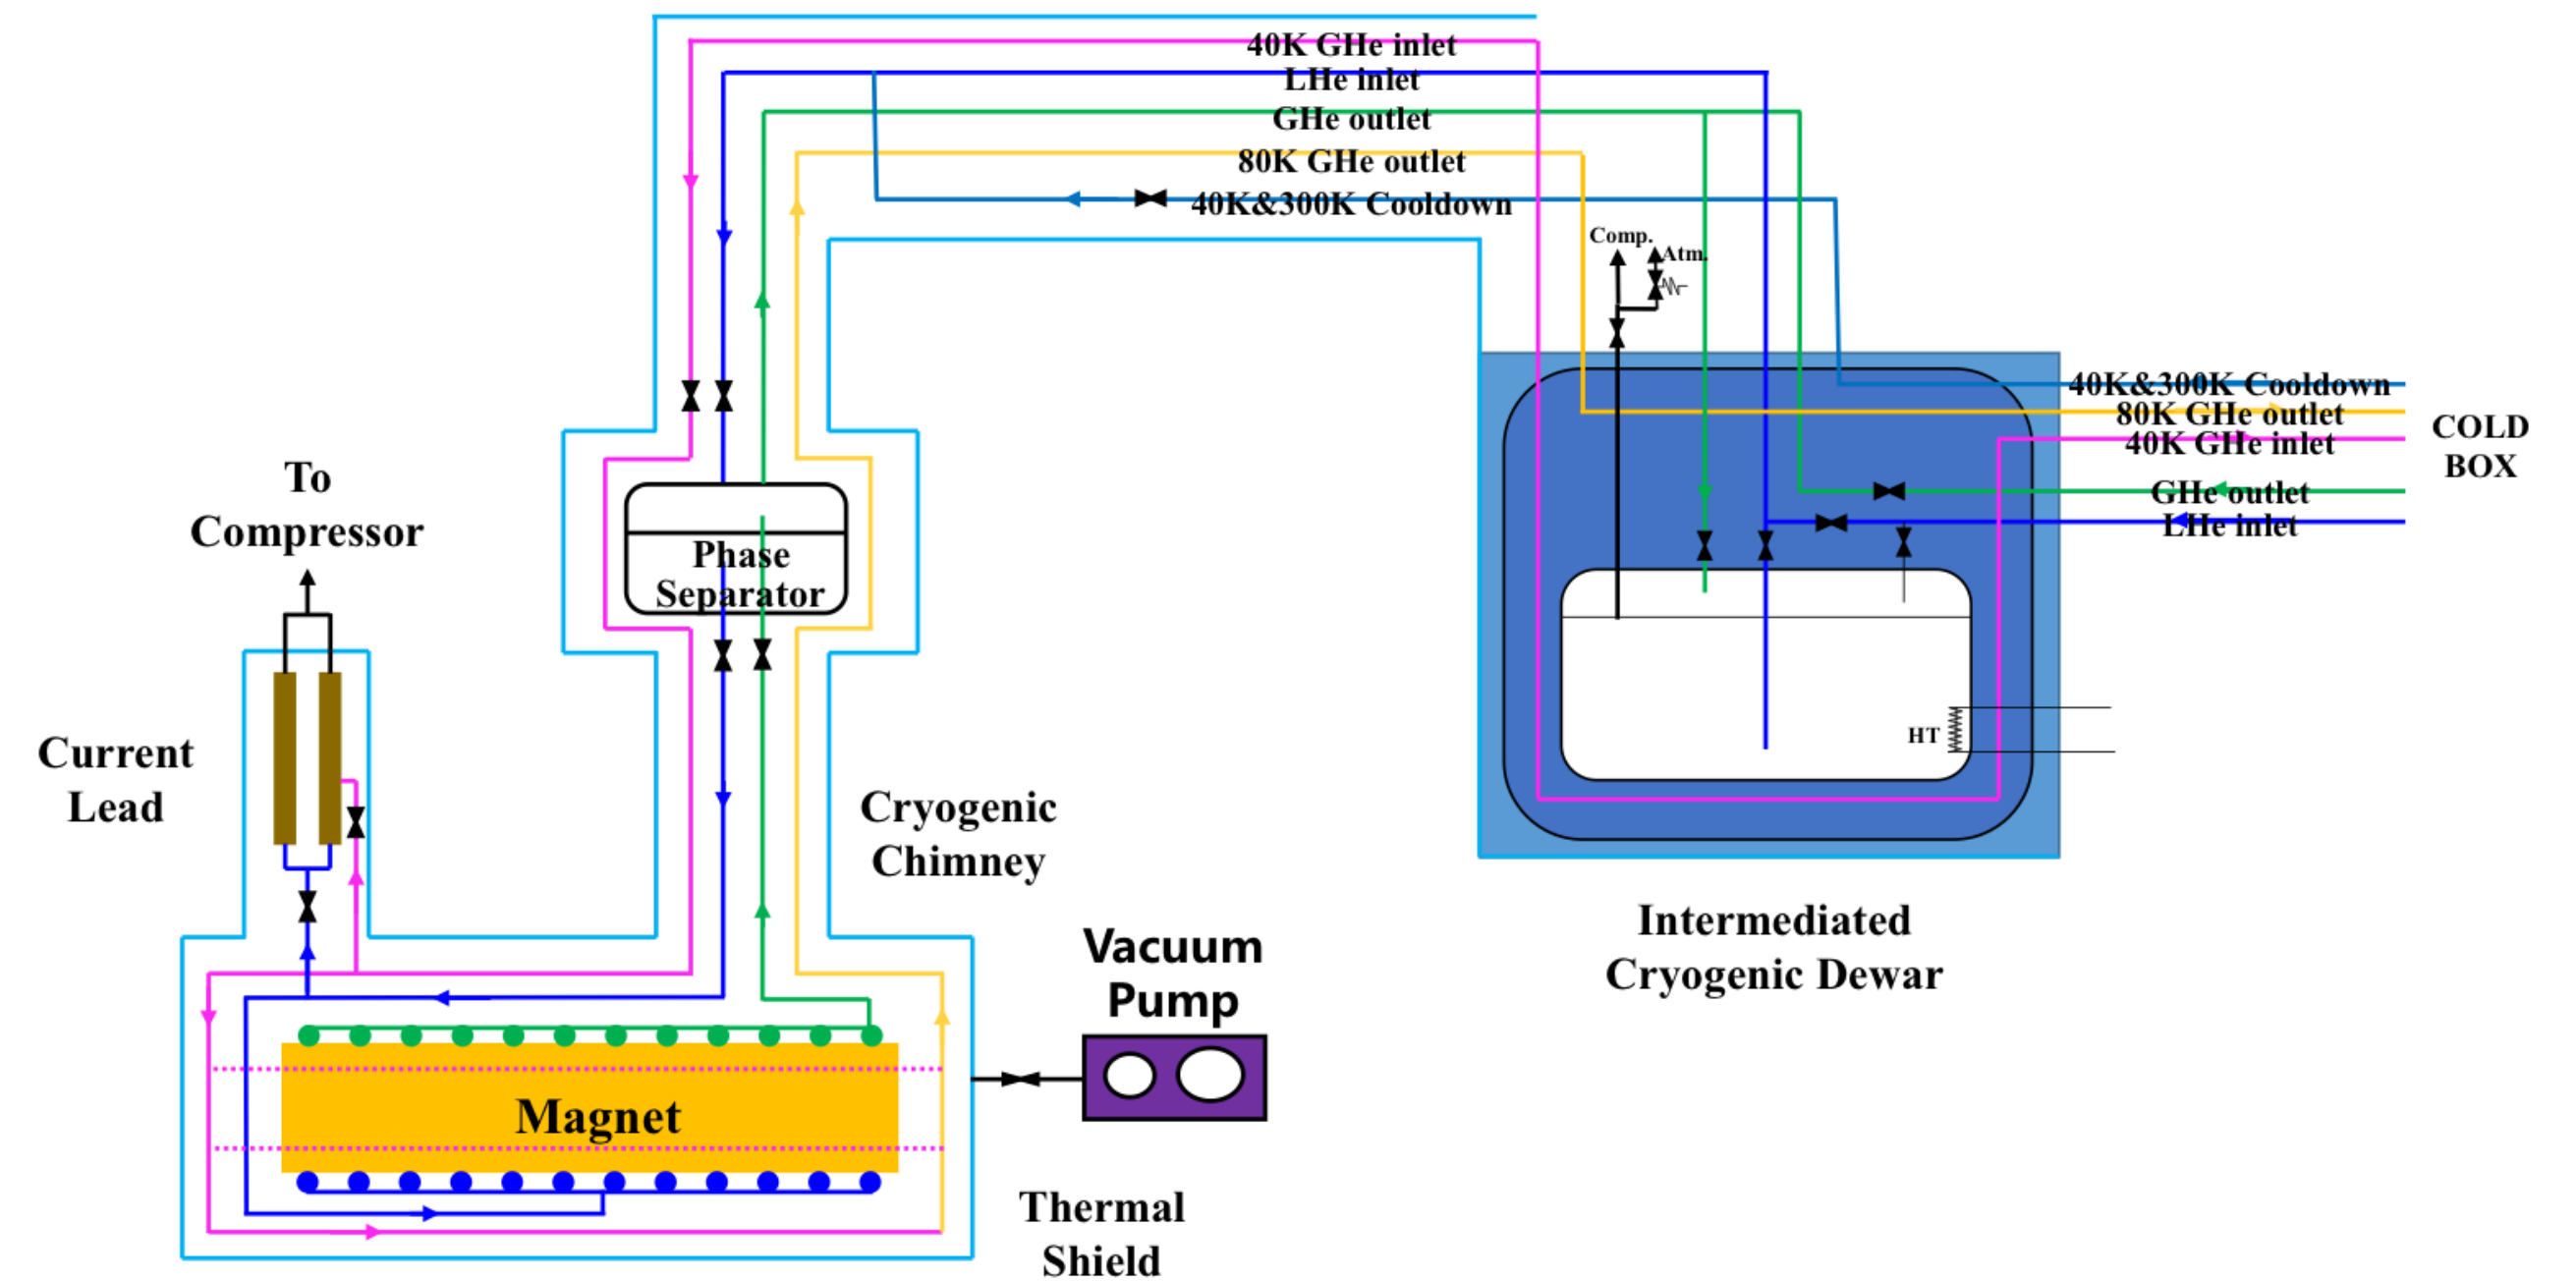 40K GHe inlet
LHe inlet
GHe outlet
80K GHe outlet
40K&300K Cooldown
Comp.
Atm.
40K&300K Cooldown
80K GHe outlet
40K GHe inlet
GHe outlet
LHe inlet
COLD
BOX
To
Compressor
Phase
Separator
Current
Lead
HT
Cryogenic
Chimney
Intermediated
Cryogenic Dewar
Vacuum
Pump
Magnet
Thermal
Shield